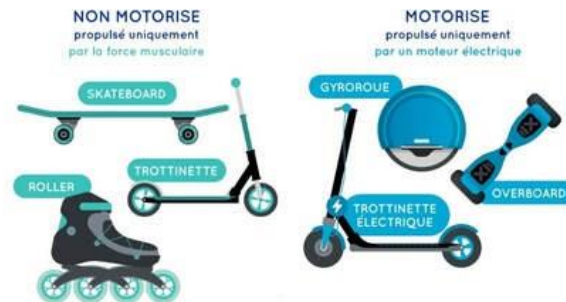 NON MOTORISE
propulsé uniquement
par la force musculaire
SKATEBOARD
TROTTINETTE
ROLLER
MOTORISE
propulsé uniquement
par un moteur électrique
GYROROUE
OVERBOARD
TROTTINETTE
ÉLECTRIQUE